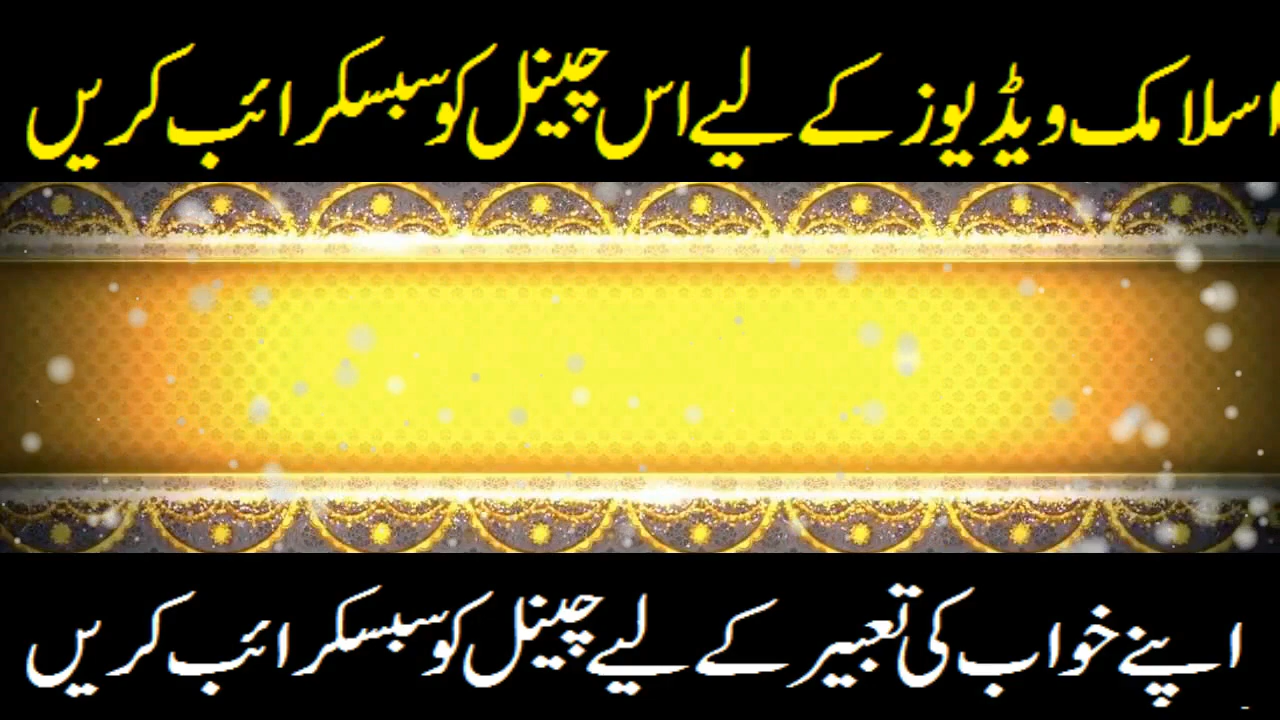 اسلامک ویڈیوز کے لیے اس چینل کو سبسکرائب کریں
اپنے خواب کی تعبیر کے لیے چینل کو سبسکرائب کریں